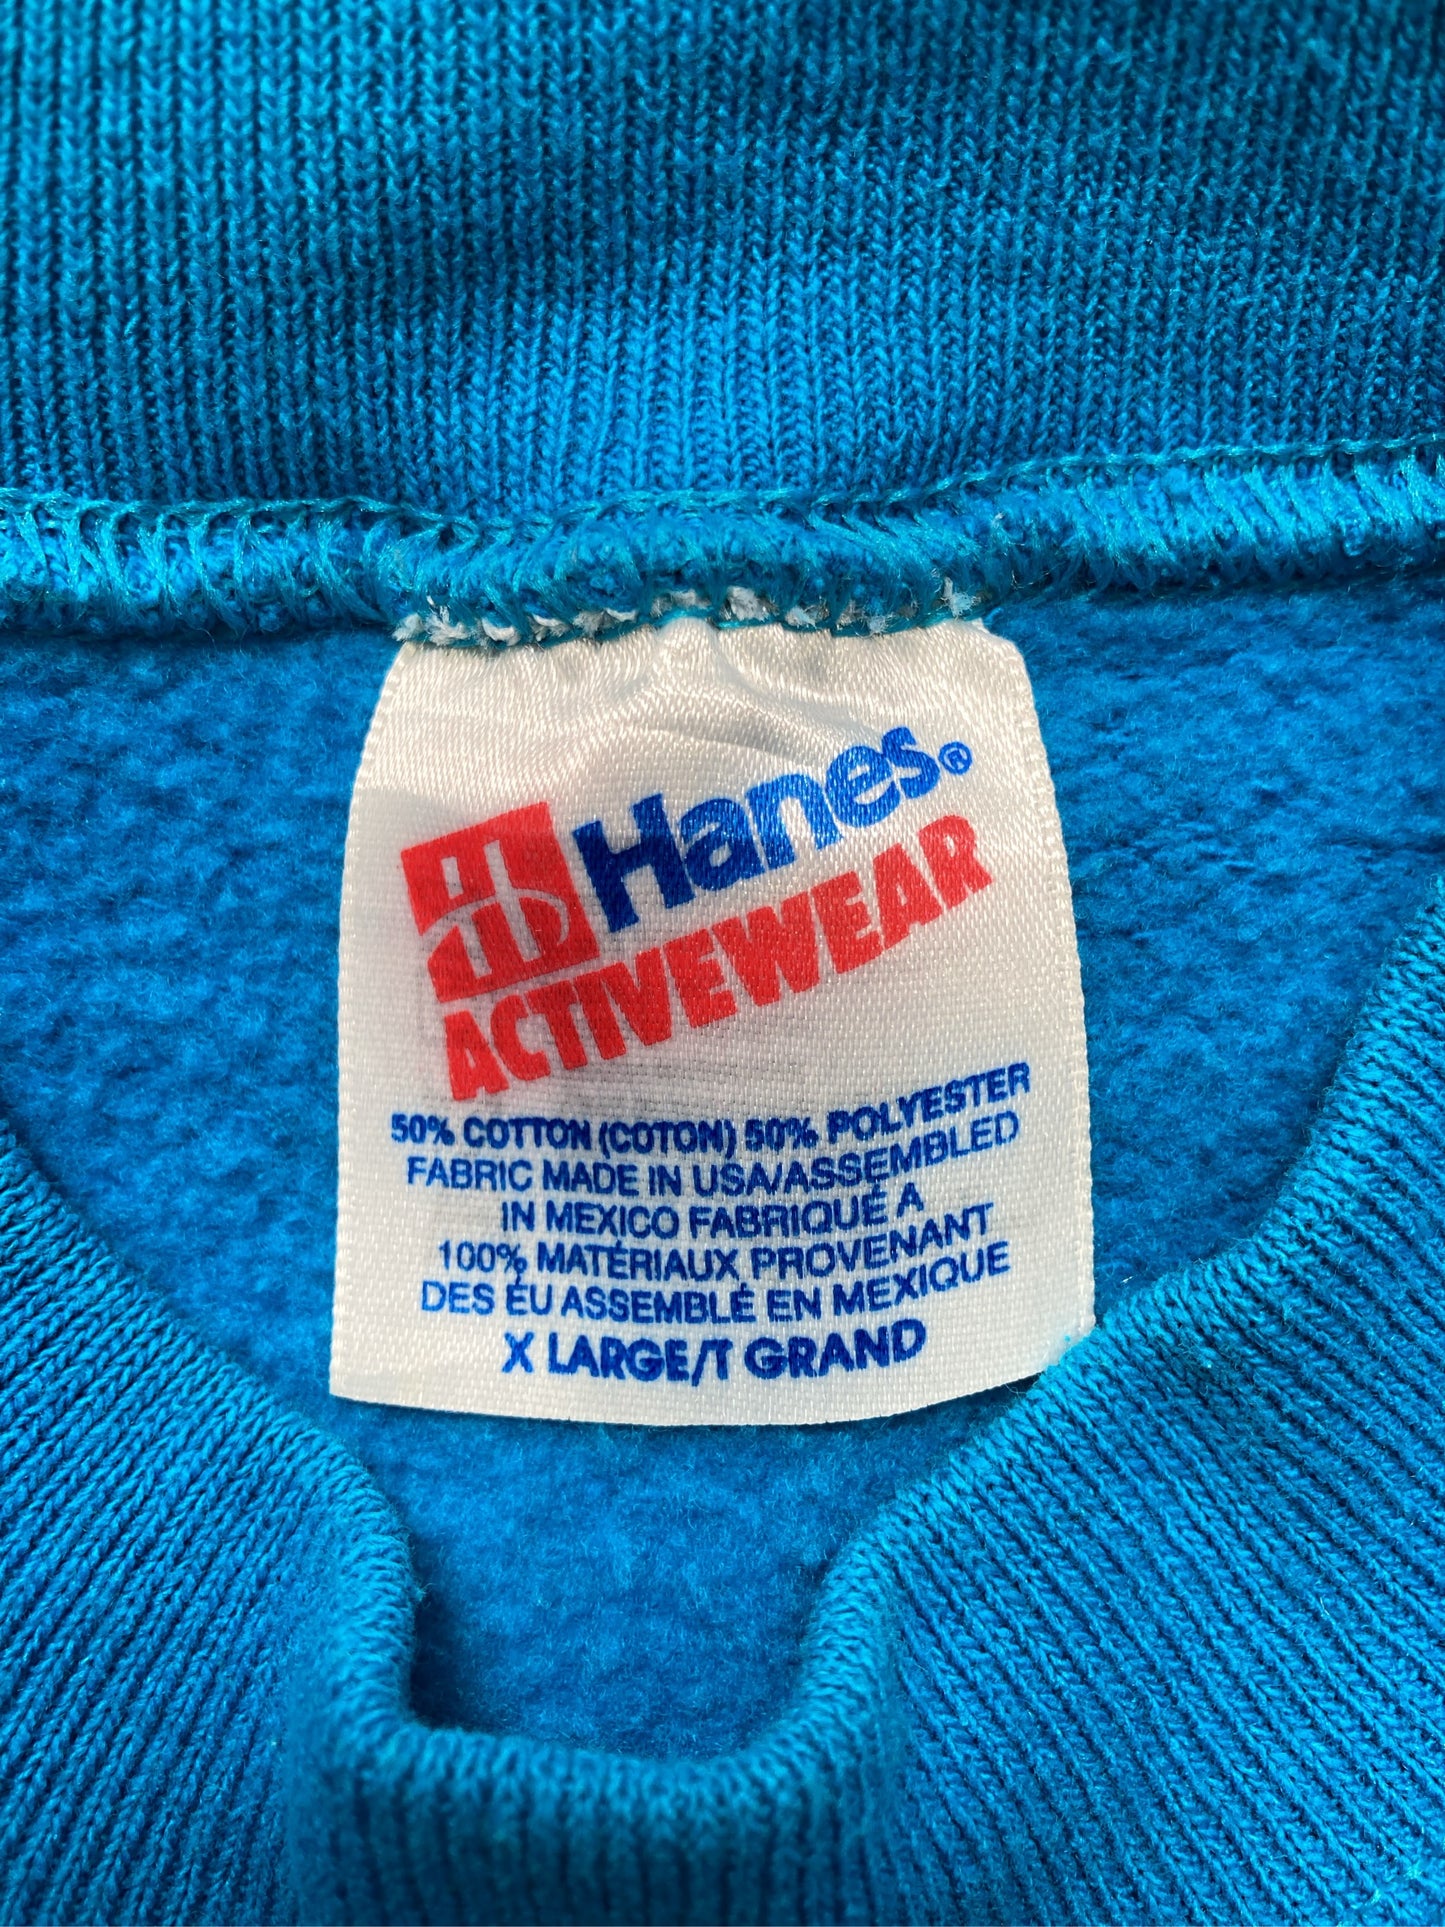 Hanes®
ACTIVEWEAR
50% COTTON (COTON) 50% POLYESTER
FABRIC MADE IN USA/ASSEMBLED
IN MEXICO FABRIQUÉ A
100% MATÉRIAUX PROVENANT
DES ÉU ASSEMBLÉ EN MEXIQUE
X LARGE/T GRAND